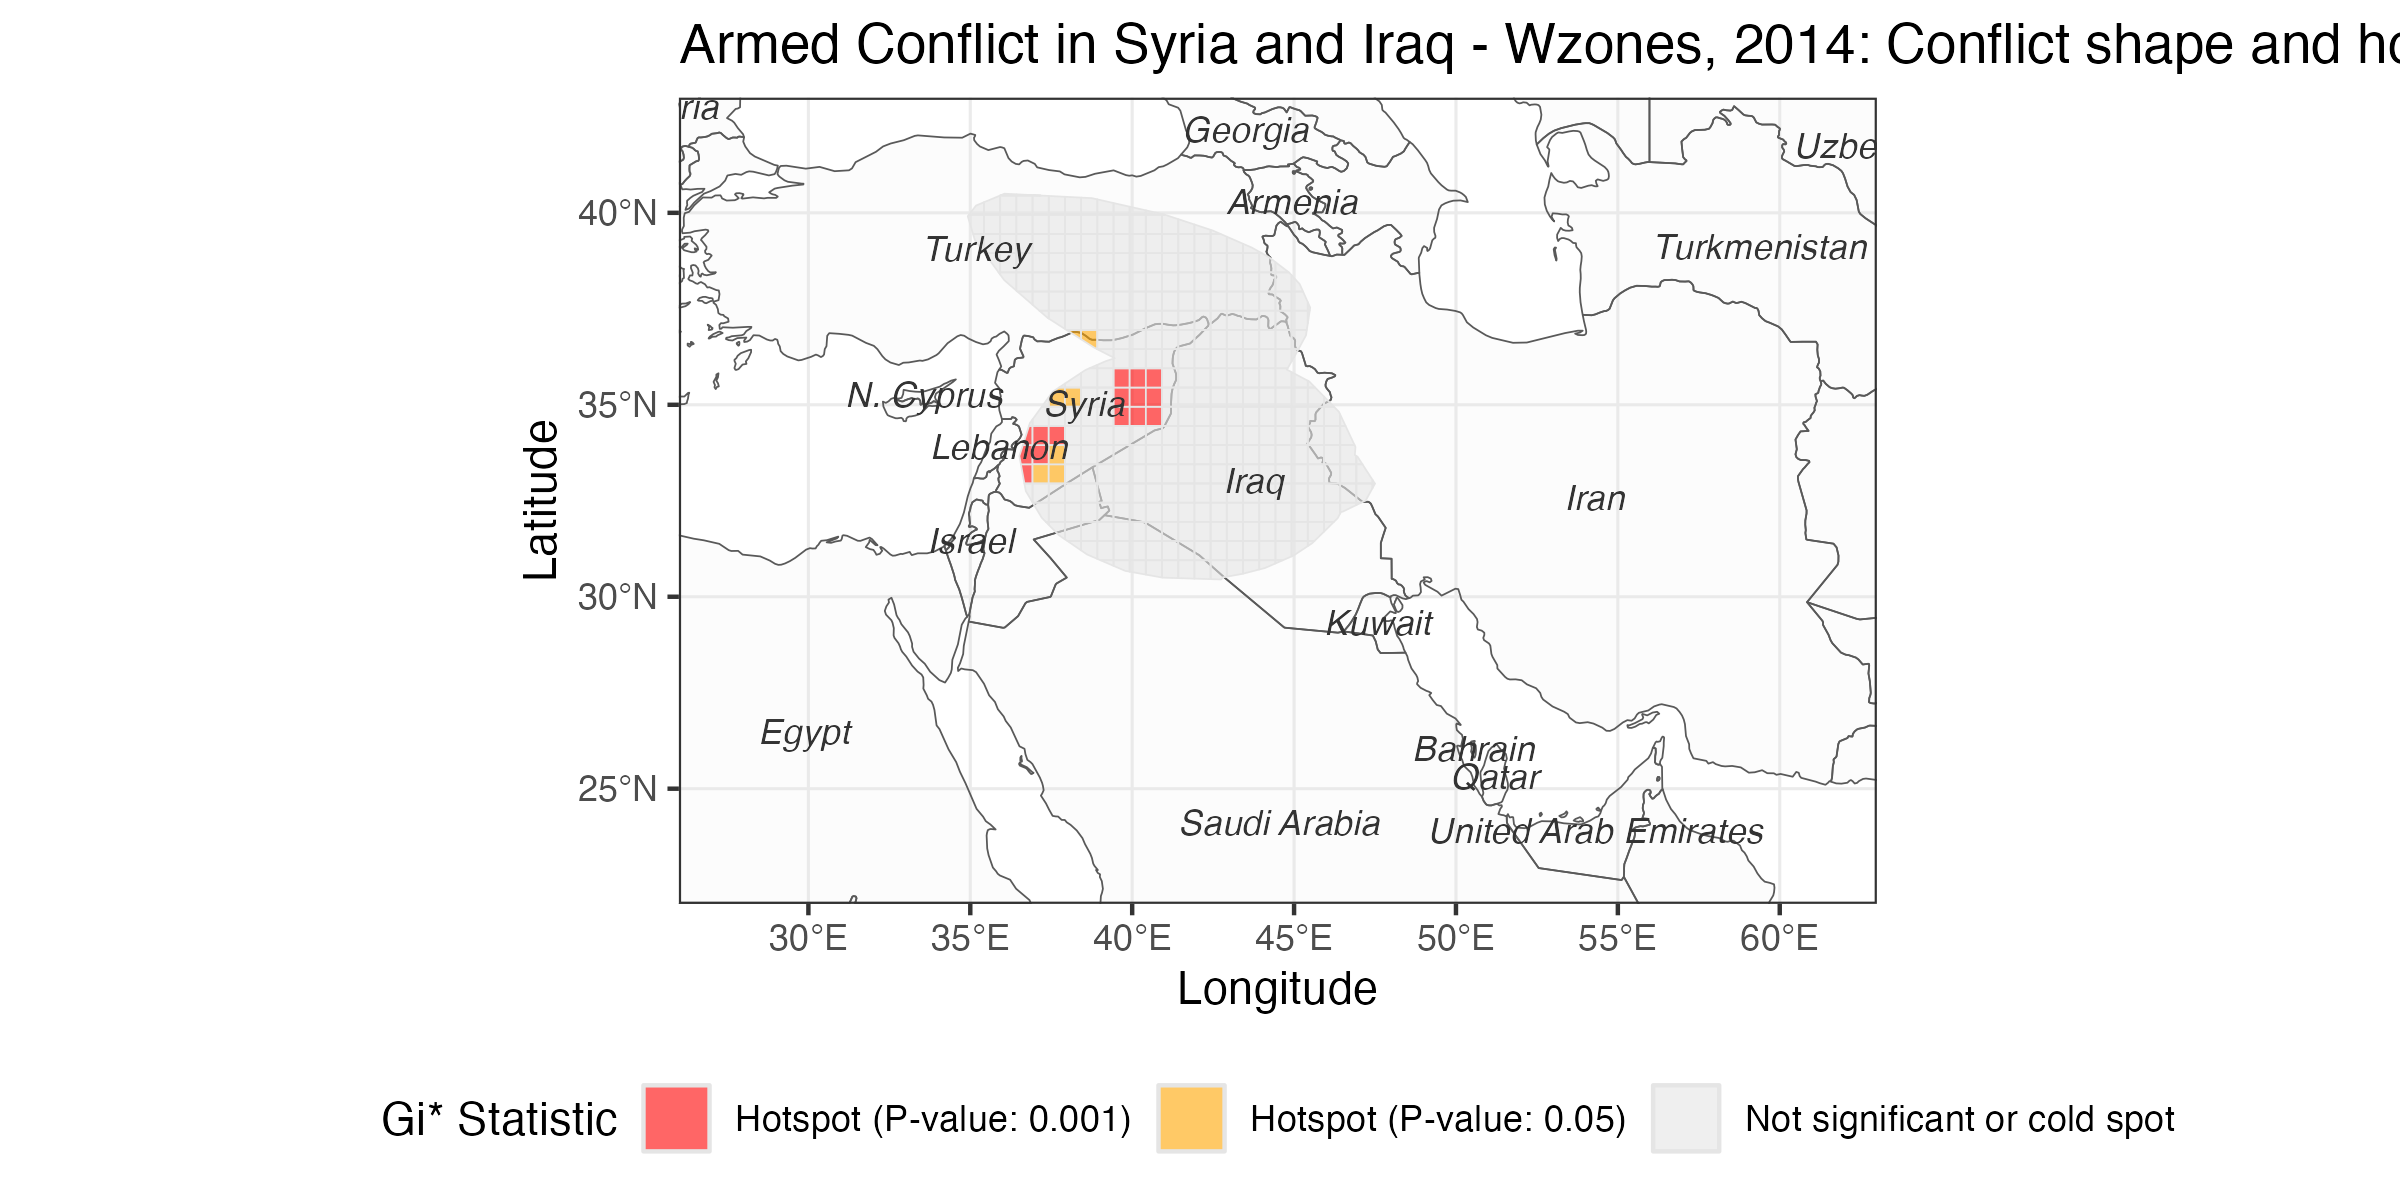 Armed Conflict in Syria and Iraq - Wzones, 2014: Conflict shape and ho
ria
Georgia
Uzbe
Armenia
Turkey
Turkmenistan
N. Cyprus
Syria
Lebanon
Iraq
Iran
Israel
Kuwait
Egypt
Bahrain
Qatar
Saudi Arabia
United Arab Emirates
40°N
35°N
30°N
25°N
Latitude
30°E 35°E 40°E 45°E 50°E 55°E 60°E
Longitude
Gi* Statistic Hotspot (P-value: 0.001) Hotspot (P-value: 0.05) Not significant or cold spot